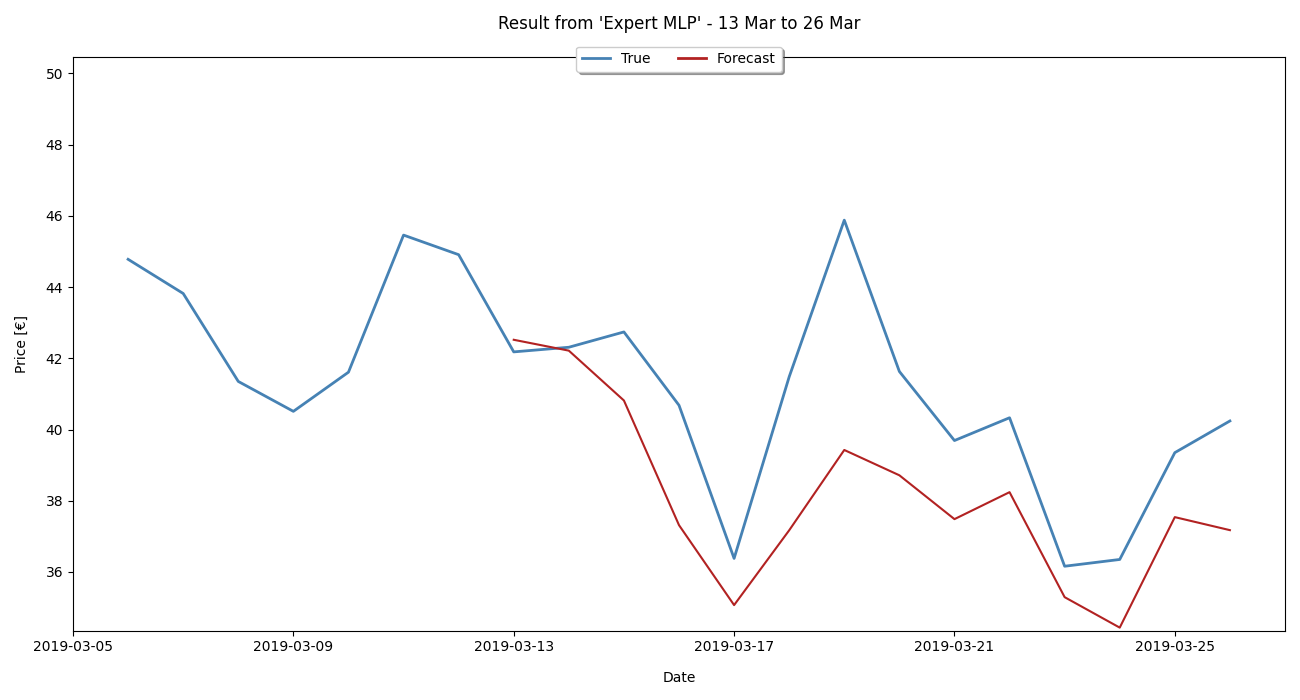 Result from 'Expert MLP' - 13 Mar to 26 Mar
True Forecast
50
48
46
44
42
40
38
36
Price [€]
2019-03-05 2019-03-09 2019-03-13 2019-03-17 2019-03-21 2019-03-25
Date